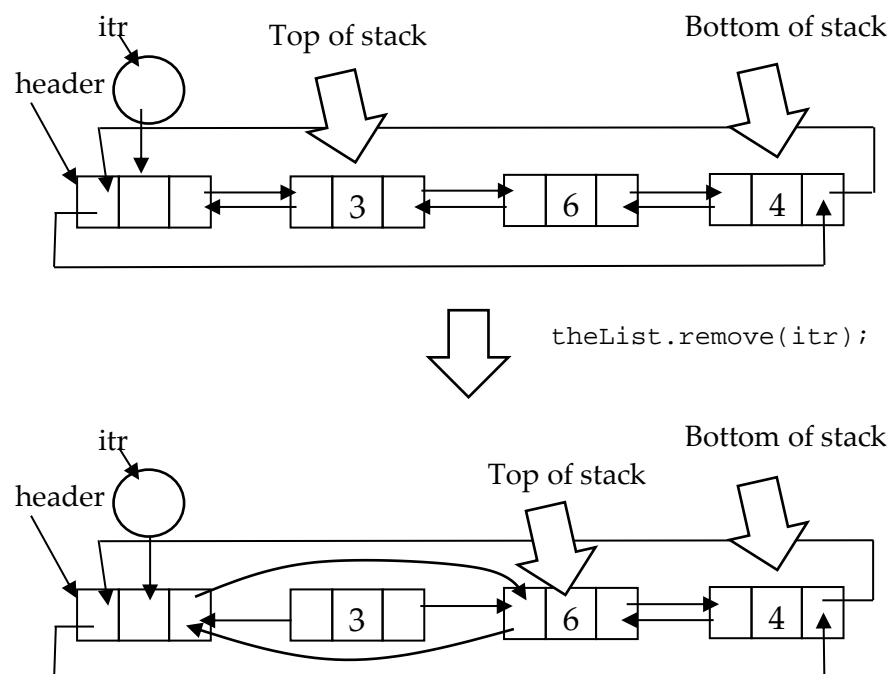 itr
Top of stack
Bottom of stack
header
3
6
4
theList.remove(itr);
itr
Bottom of stack
Top of stack
header
3
6
4